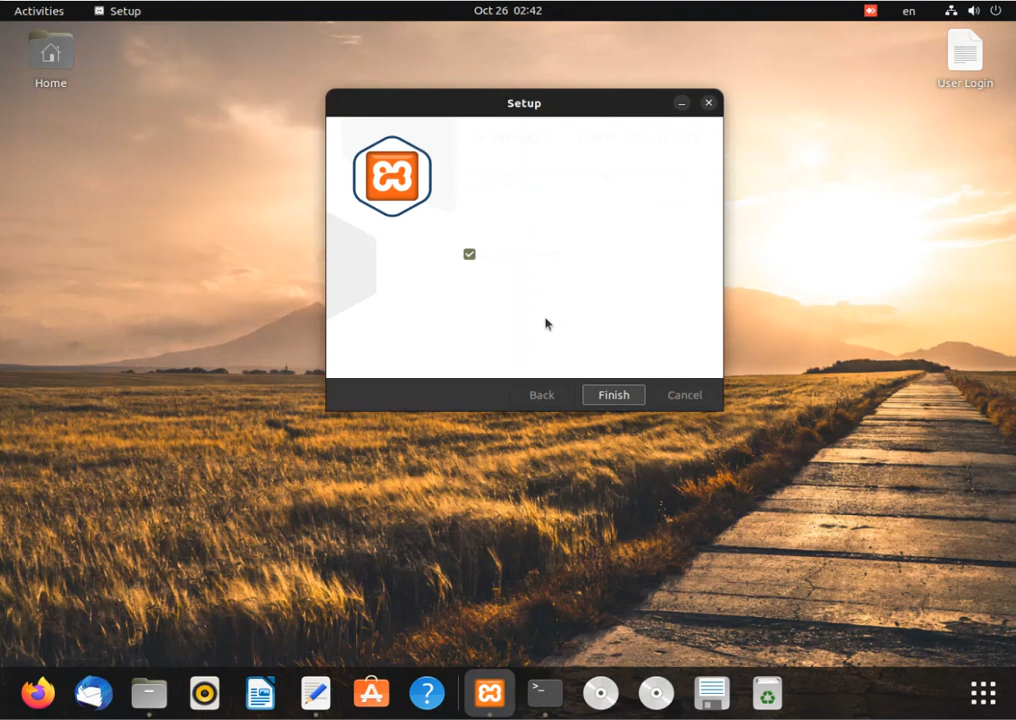 Activities Setup Oct 26 02:42 en
Home
User Login
Setup
Back Finish Cancel